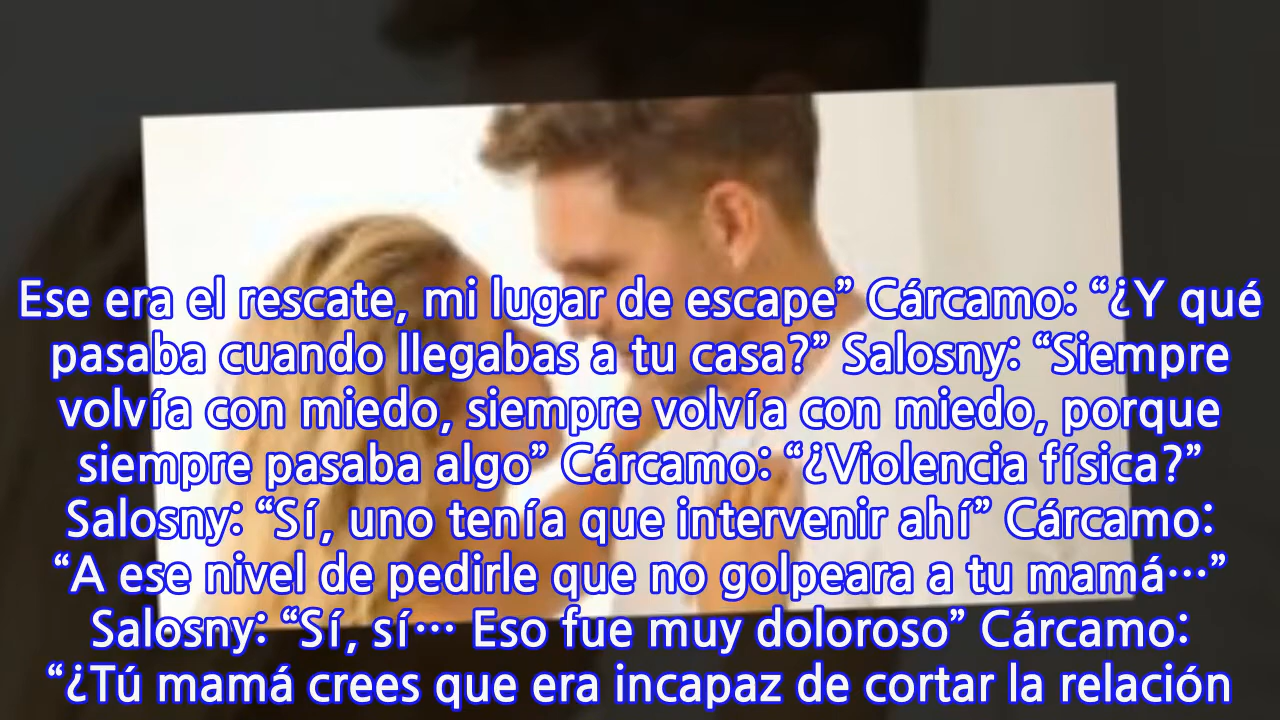 Ese era el rescate, mi lugar de escape” Cárcamo: “¿Y qué
pasaba cuando llegabas a tu casa?” Salosny: “Siempre
volvía con miedo, siempre volvía con miedo, porque
siempre pasaba algo” Cárcamo: “¿Violencia física?”
Salosny: “Sí, uno tenía que intervenir ahí” Cárcamo:
“A ese nivel de pedirle que no golpeara a tu mamá…”
Salosny: “Sí, sí… Eso fue muy doloroso” Cárcamo:
“¿Tú mamá crees que era incapaz de cortar la relación